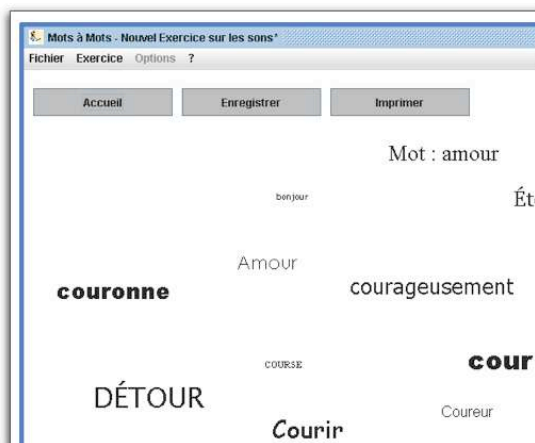 Mots à Mots - Nouvel Exercice sur les sons*
Fichier Exercice Options ?
Accueil Enregistrer Imprimer
Mot : amour
bonjour
Amour
couronne courageusement
COURSE
DÉTOUR
Coureur
Courir